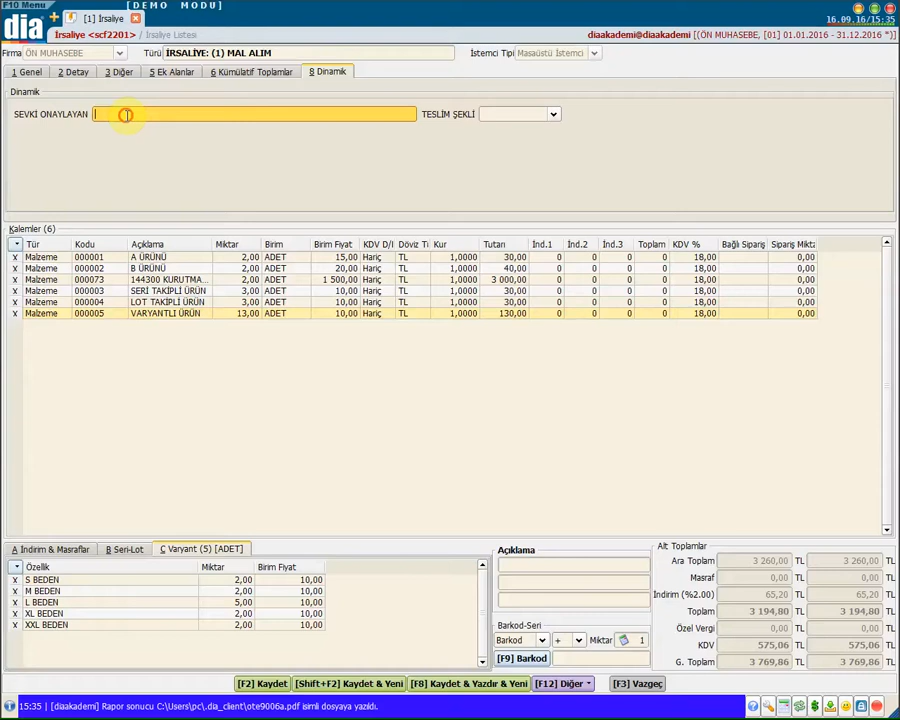 F10 Menu [DEMO MODU]
dia [1] İrsaliye 16.09.16/15:35
İrsaliye <scf2201> / İrsaliye Listesi diaakademi@diaakademi [(ÖN MUHASEBE, [01] 01.01.2016 - 31.12.2016 )]
Firma ÖN MUHASEBE Türü İRSALİYE: (1) MAL ALIM İstemci Tipi Masaüstü İstemci
1 Genel 2 Detay 3 Diğer 5 Ek Alanlar 6 Kümülatif Toplamlar 8 Dinamik
Dinamik
SEVKİ ONAYLAYAN TESLİM ŞEKLİ
Kalemler (6)
Tür Kodu Açıklama Miktar Birim Birim Fiyat KDV D/I Döviz Ti Kur Tutarı İnd.1 İnd.2 İnd.3 Toplam KDV % Bağlı Sipariş Sipariş Mikta
X Malzeme 000001 A ÜRÜNÜ 2,00 ADET 15,00 Hariç TL 1,0000 30,00 0 0 0 0 18,00 0,00
X Malzeme 000002 B ÜRÜNÜ 2,00 ADET 20,00 Hariç TL 1,0000 40,00 0 0 0 0 18,00 0,00
X Malzeme 000073 144300 KURUTMA... 2,00 ADET 1 500,00 Hariç TL 1,0000 3 000,00 0 0 0 0 18,00 0,00
X Malzeme 000003 SERİ TAKİPLİ ÜRÜN 3,00 ADET 10,00 Hariç TL 1,0000 30,00 0 0 0 0 18,00 0,00
X Malzeme 000004 LOT TAKİPLİ ÜRÜN 3,00 ADET 10,00 Hariç TL 1,0000 30,00 0 0 0 0 18,00 0,00
X Malzeme 000005 VARYANTLI ÜRÜN 13,00 ADET 10,00 Hariç TL 1,0000 130,00 0 0 0 0 18,00 0,00
A İndirim & Masraflar B Seri-Lot C Varyant (5) [ADET]
Özellik Miktar Birim Fiyat
X S BEDEN 2,00 10,00
X M BEDEN 2,00 10,00
X L BEDEN 5,00 10,00
X XL BEDEN 2,00 10,00
X XXL BEDEN 2,00 10,00
Açıklama
Barkod-Seri
Barkod + Miktar 1
[F9] Barkod
Alt Toplamlar
Ara Toplam 3 260,00 TL 3 260,00 TL
Masraf 0,00 TL 0,00 TL
İndirim (%2.00) 65,20 TL 65,20 TL
Toplam 3 194,80 TL 3 194,80 TL
Özel Vergi 0,00 TL 0,00 TL
KDV 575,06 TL 575,06 TL
G. Toplam 3 769,86 TL 3 769,86 TL
[F2] Kaydet [Shift+F2] Kaydet & Yeni [F8] Kaydet & Yazdır & Yeni [F12] Diğer [F3] Vazgeç
15:35 | [diaakademi] Rapor sonucu C:\Users\pc\.dia_client\ote9006a.pdf isimli dosyaya yazıldı.